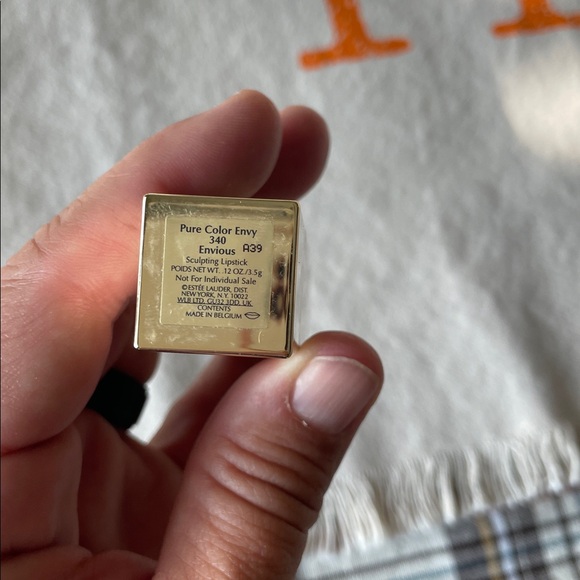 Pure Color Envy
340
Envious A39
Sculpting Lipstick
POIDS NET WT. .12 OZ./3.5g
Not For Individual Sale
©ESTÉE LAUDER, DIST.
NEW YORK, N.Y. 10022
WLB LTD, GU32 3DD, UK
CONTENTS
MADE IN BELGIUM